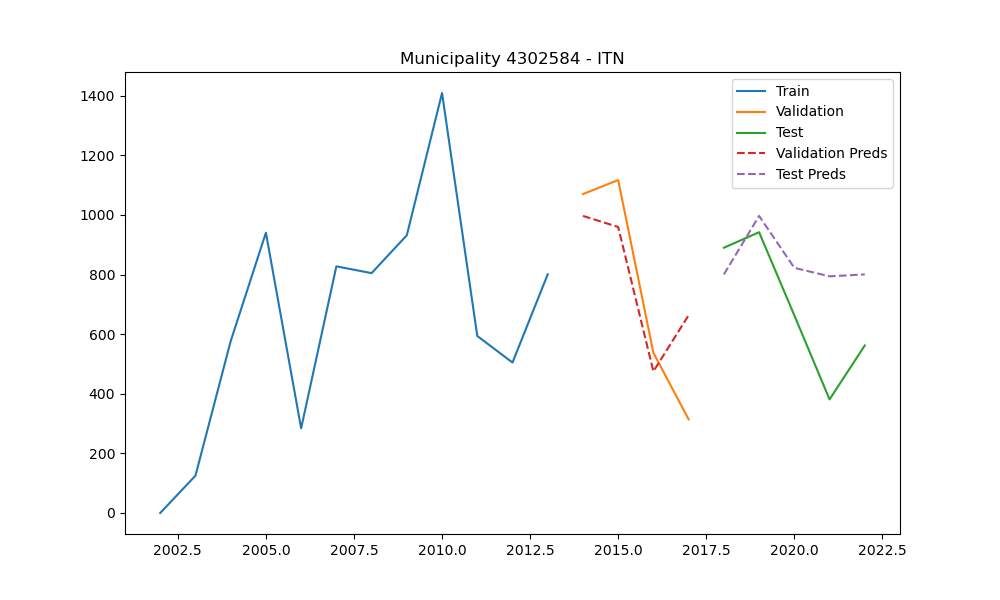 Municipality 4302584 - ITN
Train
Validation
Test
Validation Preds
Test Preds
1400
1200
1000
800
600
400
200
0
2002.5 2005.0 2007.5 2010.0 2012.5 2015.0 2017.5 2020.0 2022.5